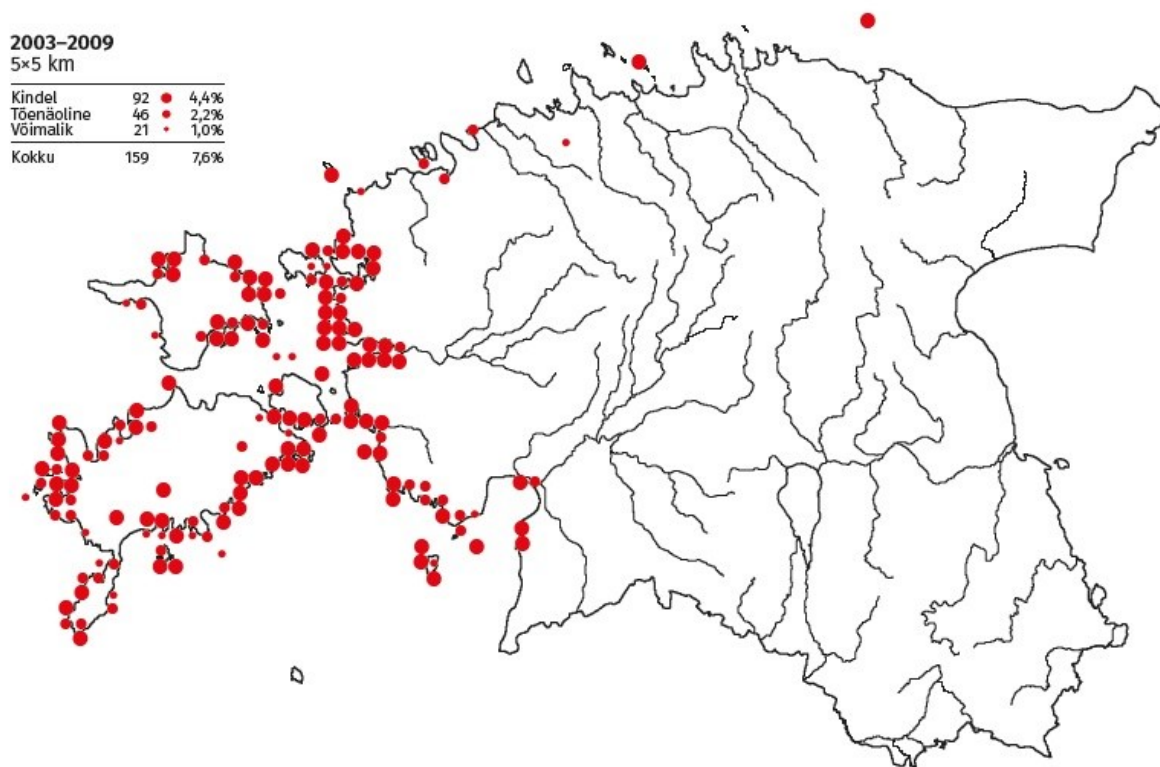 2003–2009
5×5 km
Kindel 92 4,4%
Tõenäoline 46 2,2%
Võimalik 21 1,0%
Kokku 159 7,6%